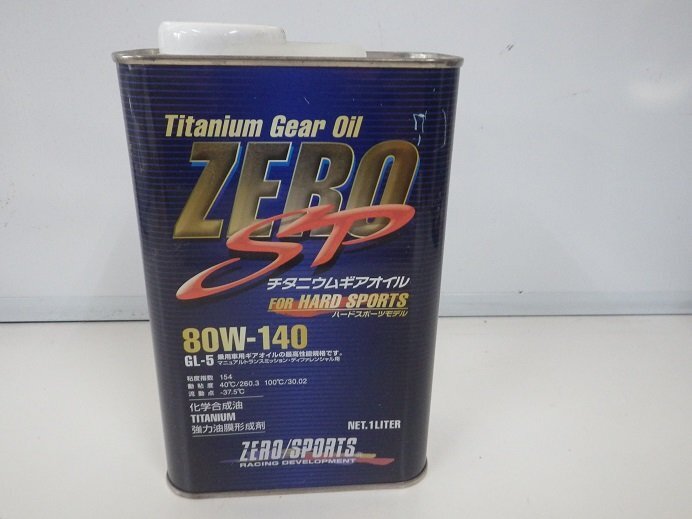 Titanium Gear Oil
ZERO
SP
チタニウムギアオイル
FOR HARD SPORTS
ハードスポーツモデル
80W-140
GL-5 乗用車用ギアオイルの最高性能規格です。
マニュアルトランスミッション・ディファレンシャル用
粘度指数 154
動粘度 40℃/260.3 100℃/30.02
流動点 -37.5℃
化学合成油
TITANIUM
強力油膜形成剤
NET.1LITER
ZERO/SPORTS
RACING DEVELOPMENT